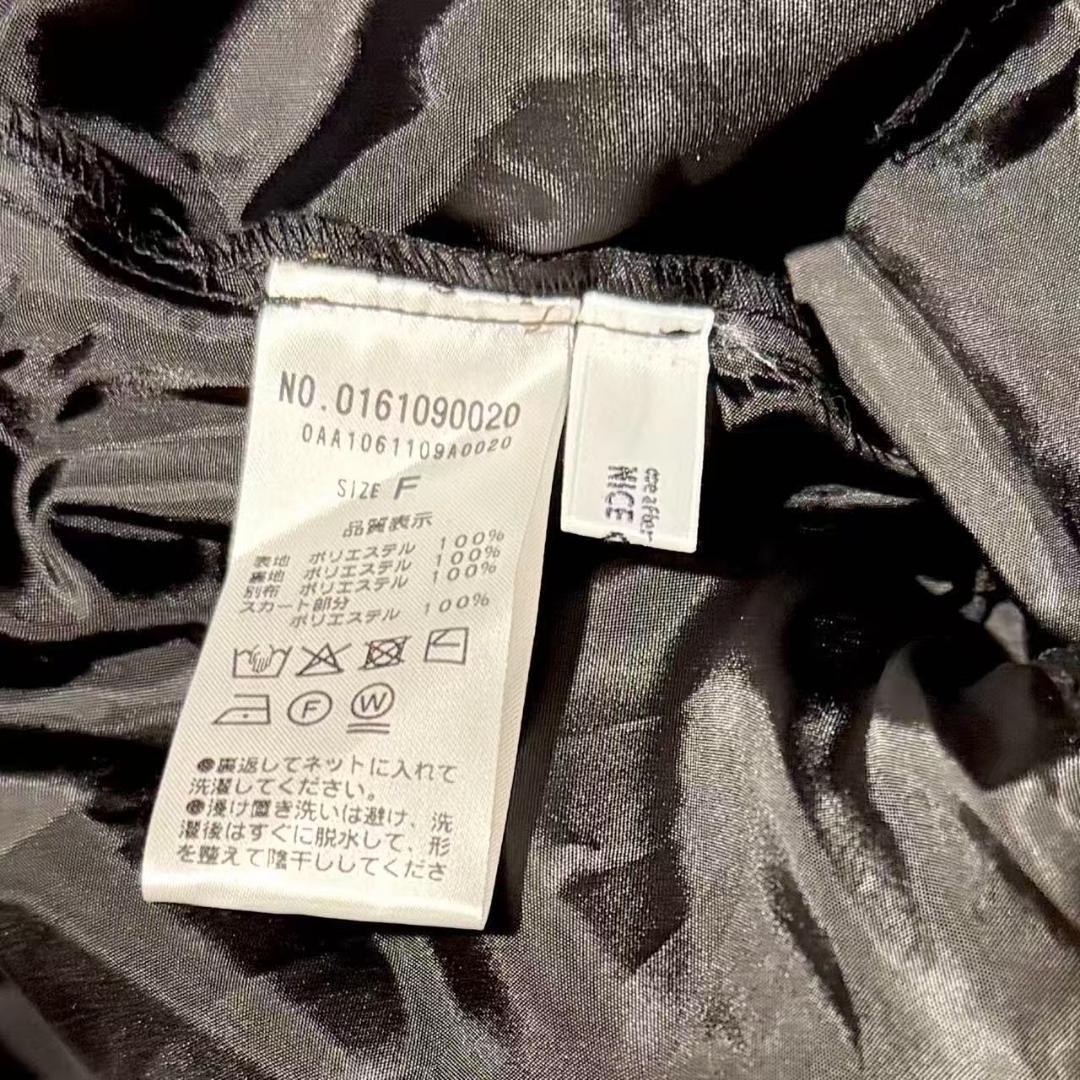 NO.0161090020
0AA1061109A0020
SIZE F
品質表示
表地 ポリエステル 100%
裏地 ポリエステル 100%
別布 ポリエステル 100%
スカート部分
ポリエステル 100%
F
W
●裏返してネットに入れて
洗濯してください。
●浸け置き洗いは避け、洗
濯後はすぐに脱水して、形
を整えて陰干ししてくださ
one after
NICE